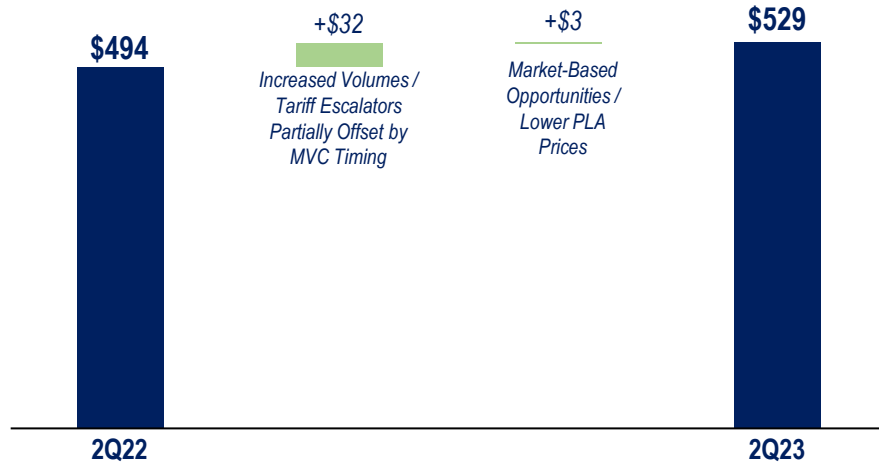 $494
+$32
Increased Volumes /
Tariff Escalators
Partially Offset by
MVC Timing
+$3
Market-Based
Opportunities /
Lower PLA
Prices
$529
2Q22
2Q23